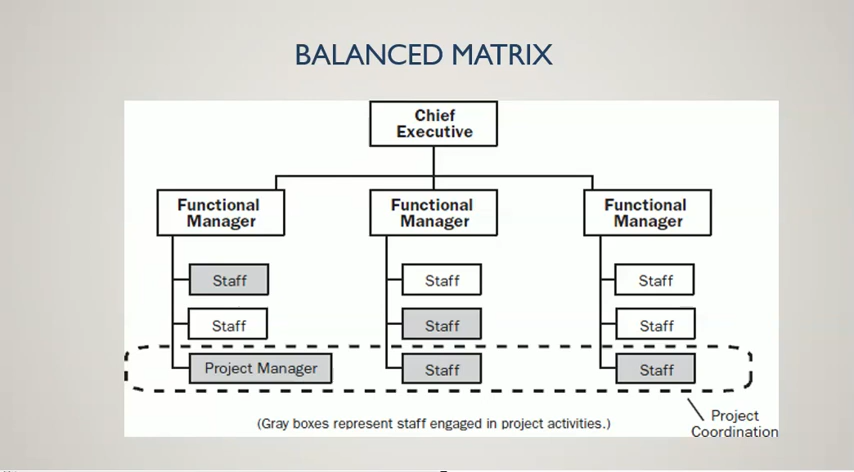 BALANCED MATRIX
Chief
Executive
Functional
Manager
Functional
Manager
Functional
Manager
Staff
Staff
Staff
Staff
Staff
Staff
Project Manager
Staff
Staff
(Gray boxes represent staff engaged in project activities.)
Project
Coordination